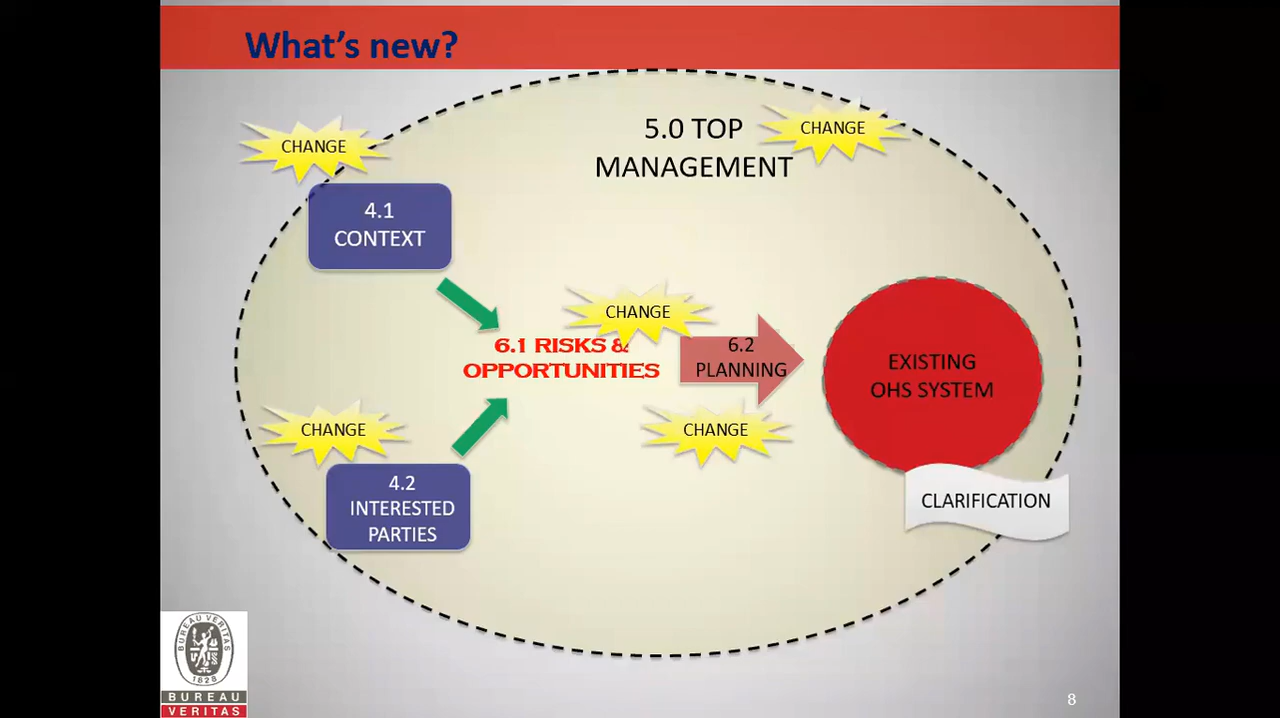 What's new?
5.0 TOP
MANAGEMENT
CHANGE
CHANGE
4.1
CONTEXT
CHANGE
6.1 RISKS &
OPPORTUNITIES
6.2
PLANNING
EXISTING
OHS SYSTEM
CHANGE
CHANGE
4.2
INTERESTED
PARTIES
CLARIFICATION
BUREAU VERITAS
1828
BUREAU
VERITAS
8